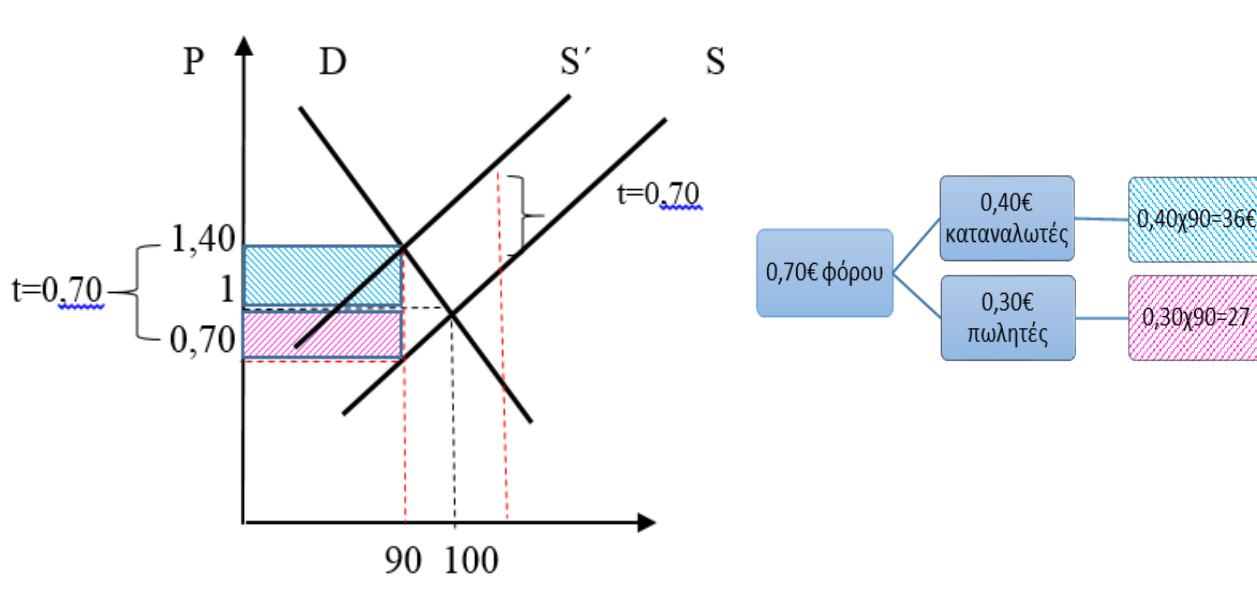 P
D
S´
S
t=0,70
1,40
1
0,70
t=0,70
90 100
0,70€ φόρου
0,40€
καταναλωτές
0,30€
πωλητές
0,40χ90=36€
0,30χ90=27